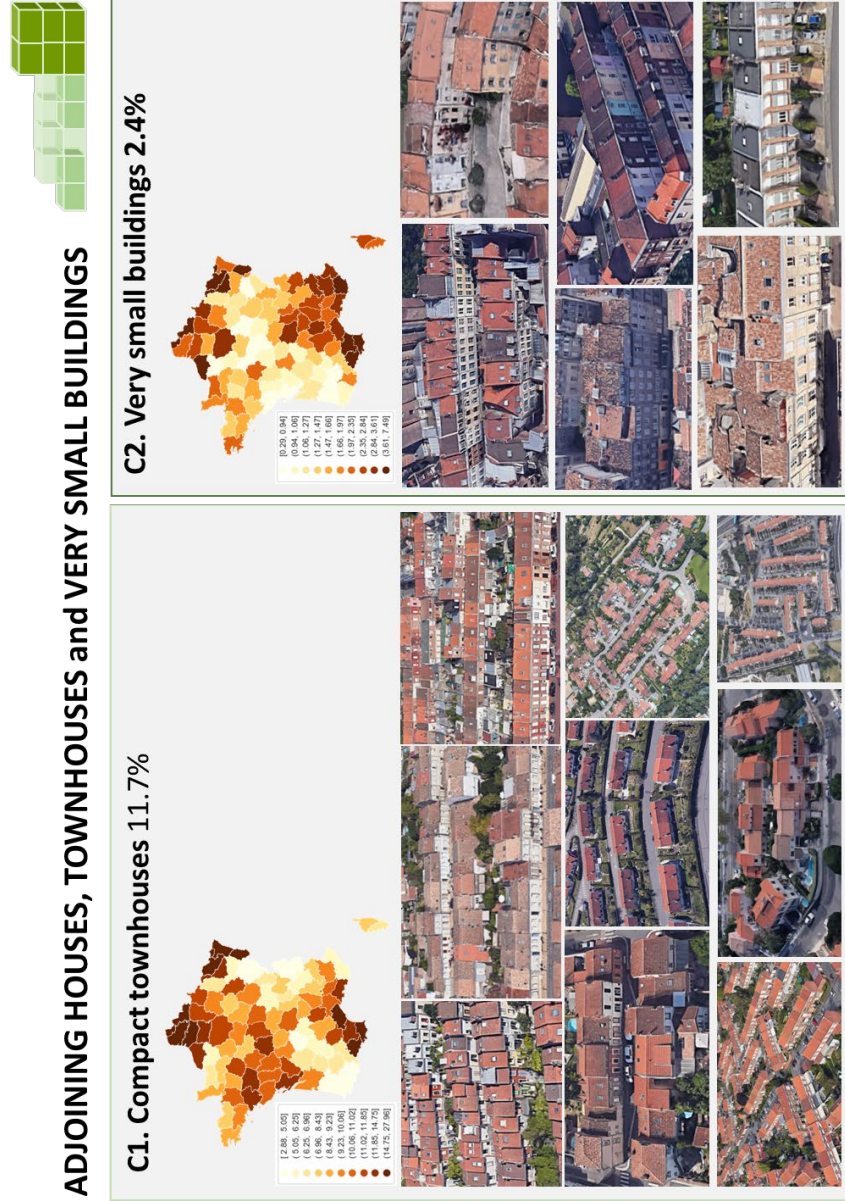 ADJOINING HOUSES, TOWNHOUSES and VERY SMALL BUILDINGS
C1. Compact townhouses 11.7%
[ 2.88, 5.05]
( 5.05, 6.25]
( 6.25, 6.96]
( 6.96, 8.43]
( 8.43, 9.23]
( 9.23, 10.06]
(10.06, 11.02]
(11.02, 11.85]
(11.85, 14.75]
(14.75, 27.96]
C2. Very small buildings 2.4%
[0.29, 0.94]
(0.94, 1.06]
(1.06, 1.27]
(1.27, 1.47]
(1.47, 1.66]
(1.66, 1.97]
(1.97, 2.35]
(2.35, 2.84]
(2.84, 3.61]
(3.61, 7.49]